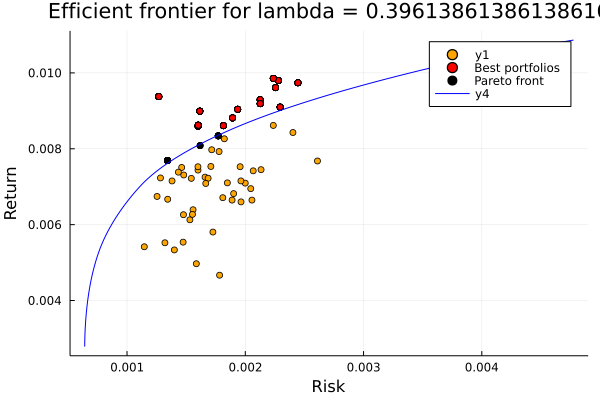 Efficient frontier for lambda = 0.3961386138613861
0.010
0.008
0.006
0.004
Return
0.001
0.002
0.003
0.004
Risk
y1
Best portfolios
Pareto front
y4